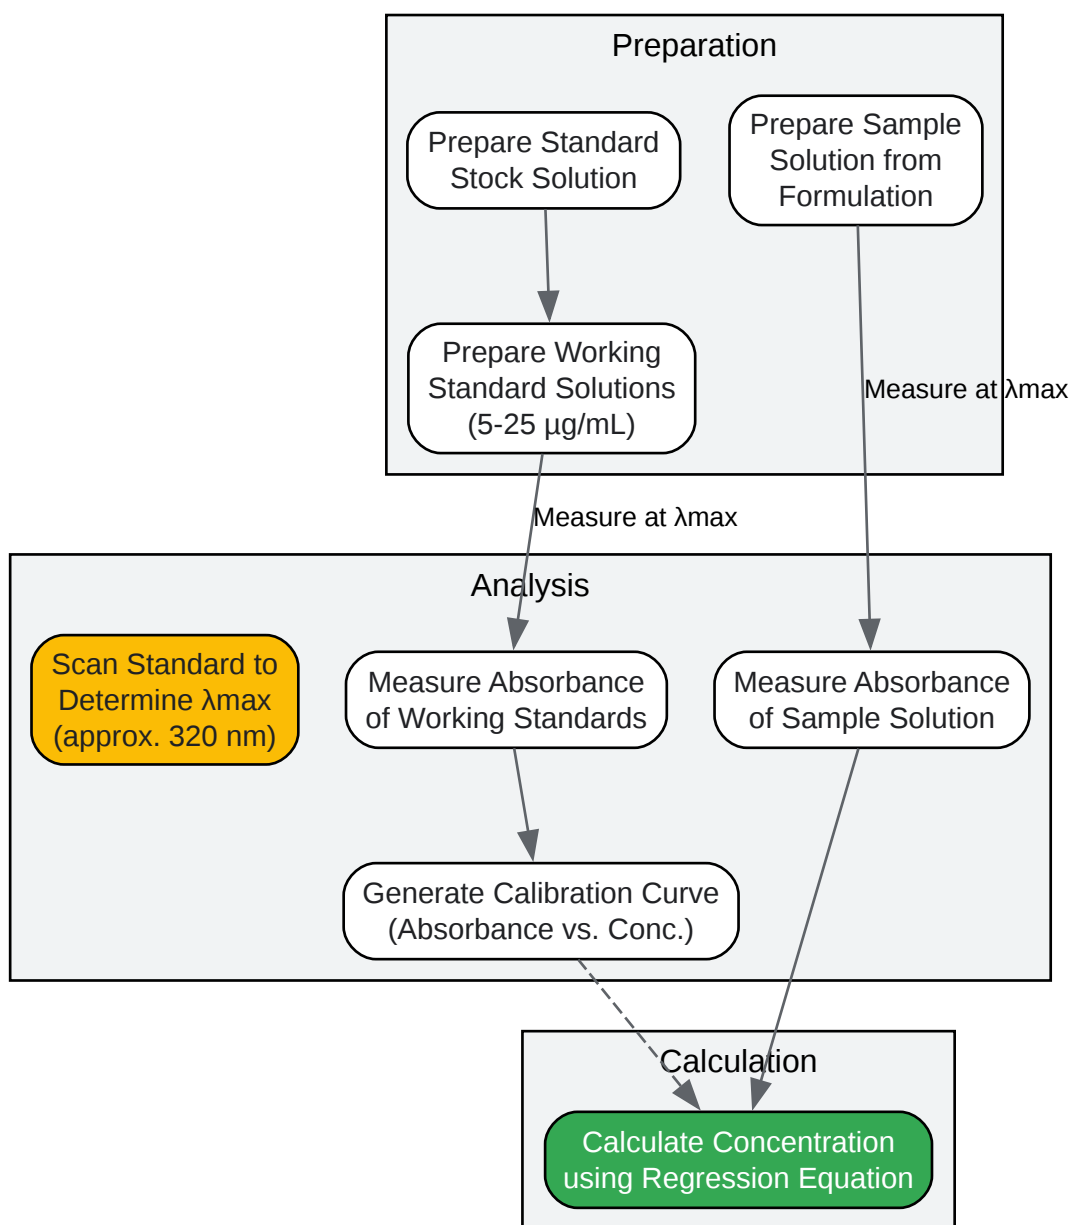 Preparation
Prepare Standard
Stock Solution
Prepare Sample
Solution from
Formulation
Prepare Working
Standard Solutions
(5-25 µg/mL)
Measure at λmax
Measure at λmax
Analysis
Scan Standard to
Determine λmax
(approx. 320 nm)
Measure Absorbance
of Working Standards
Measure Absorbance
of Sample Solution
Generate Calibration Curve
(Absorbance vs. Conc.)
Calculation
Calculate Concentration
using Regression Equation